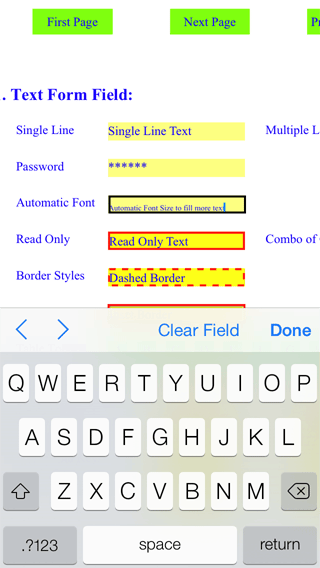 First Page Next Page
. Text Form Field:
Single Line Single Line Text Multiple L
Password ******
Automatic Font Automatic Font Size to fill more text
Read Only Read Only Text Combo of
Border Styles Dashed Border
Clear Field Done
Q W E R T Y U I O P
A S D F G H J K L
Z X C V B N M
.?123 space return